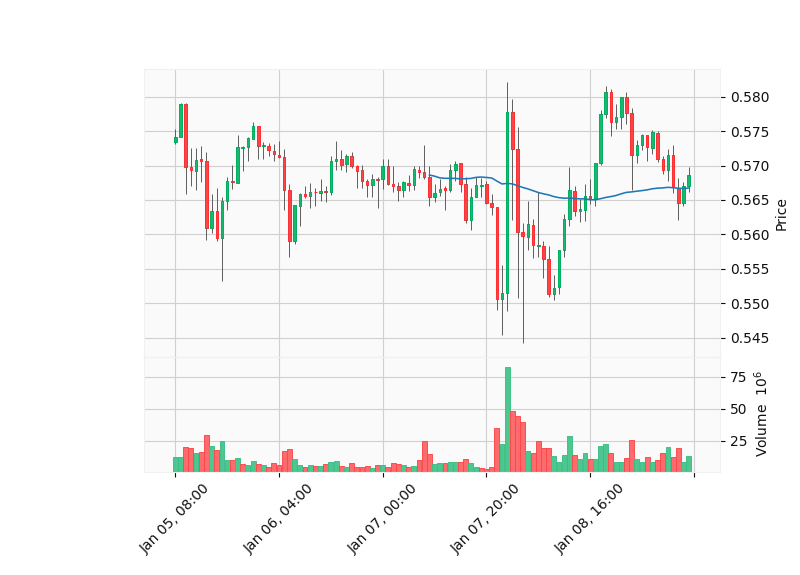 0.580
0.575
0.570
0.565
0.560
0.555
0.550
0.545
Price
75
50
25
Volume 10⁶
Jan 05, 08:00
Jan 06, 04:00
Jan 07, 00:00
Jan 07, 20:00
Jan 08, 16:00